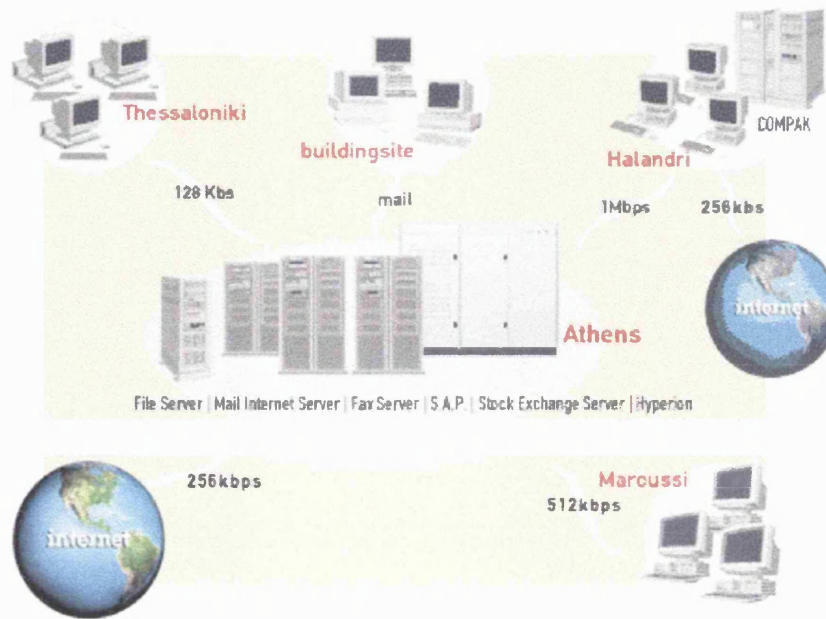 Thessaloniki
buildingsite
Halandri
COMPAK
128 Kbs
mail
1Mbps
256kbs
internet
Athens
File Server | Mail Internet Server | Fax Server | S.A.P. | Stock Exchange Server | Hyperion
256kbps
internet
Maroussi
512kbps